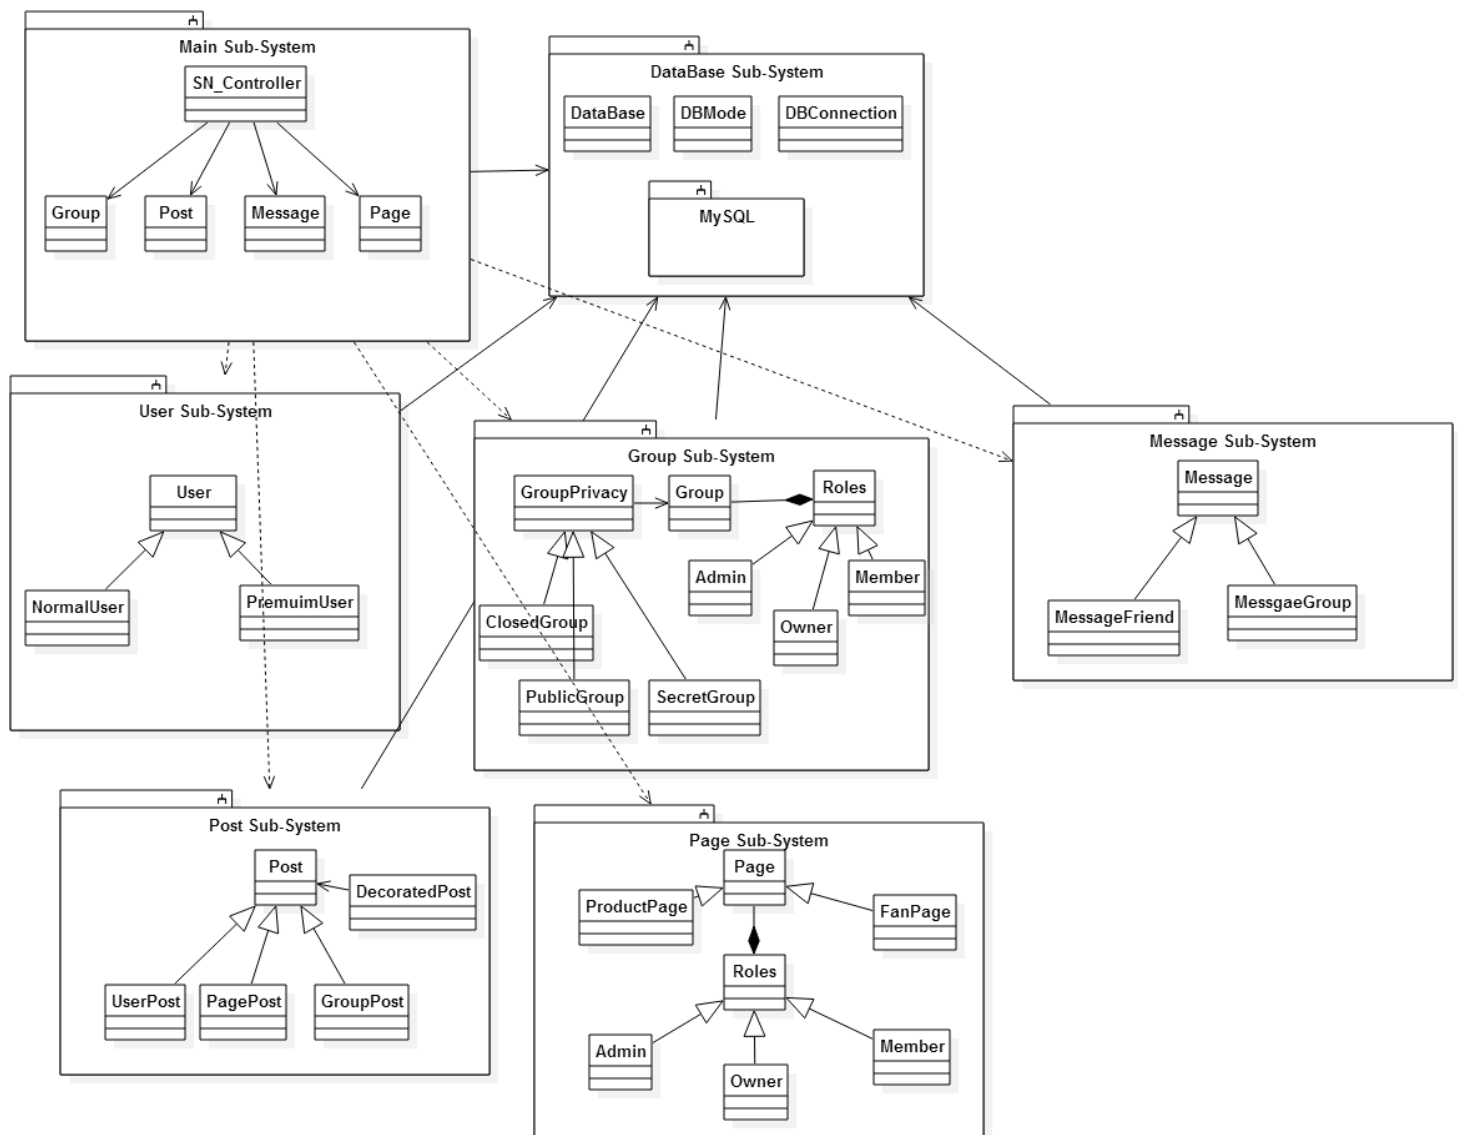 Main Sub-System
SN_Controller
Group
Post
Message
Page
DataBase Sub-System
DataBase
DBMode
DBConnection
MySQL
User Sub-System
User
NormalUser
PremuimUser
Group Sub-System
GroupPrivacy
Group
Roles
Admin
Member
Owner
ClosedGroup
PublicGroup
SecretGroup
Message Sub-System
Message
MessageFriend
MessgaeGroup
Post Sub-System
Post
DecoratedPost
UserPost
PagePost
GroupPost
Page Sub-System
Page
ProductPage
FanPage
Roles
Admin
Member
Owner